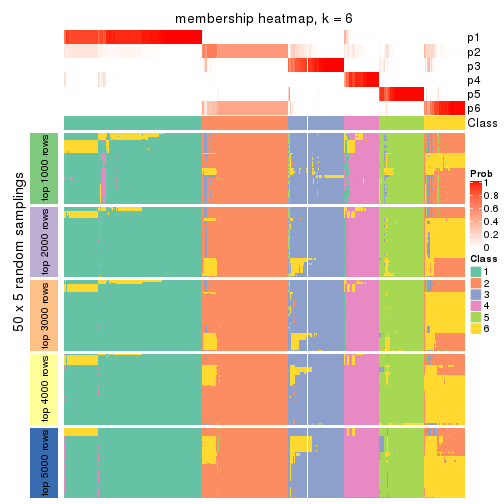 membership heatmap, k = 6
p1
p2
p3
p4
p5
p6
Class
50 x 5 random samplings
top 1000 rows
top 2000 rows
top 3000 rows
top 4000 rows
top 5000 rows
Prob
1
0.8
0.6
0.4
0.2
0
Class
1
2
3
4
5
6